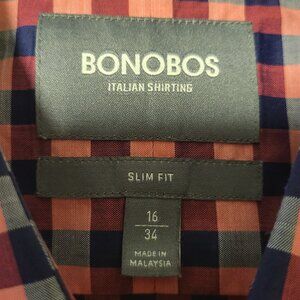 BONOBOS
ITALIAN SHIRTING
SLIM FIT
16
34
MADE IN
MALAYSIA